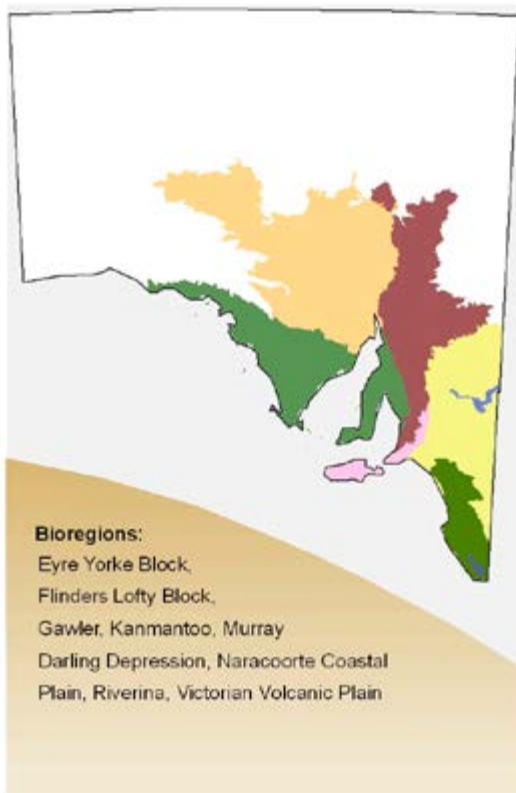 Bioregions:
Eyre Yorke Block,
Flinders Lofty Block,
Gawler, Kanmantoo, Murray
Darling Depression, Naracoorte Coastal
Plain, Riverina, Victorian Volcanic Plain